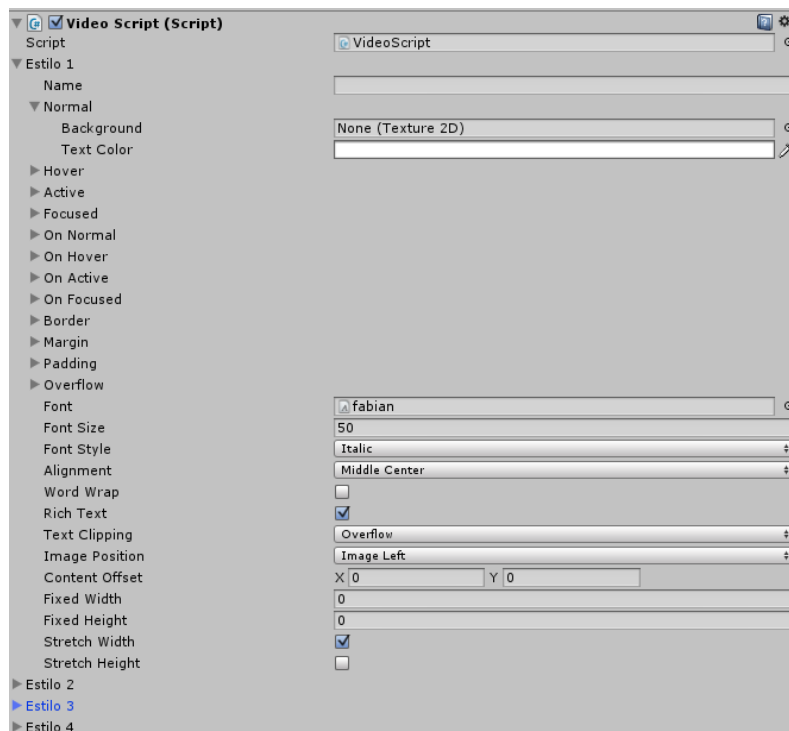 Video Script (Script)
Script VideoScript
Estilo 1
Name
Normal
Background None (Texture 2D)
Text Color
Hover
Active
Focused
On Normal
On Hover
On Active
On Focused
Border
Margin
Padding
Overflow
Font fabian
Font Size 50
Font Style Italic
Alignment Middle Center
Word Wrap
Rich Text
Text Clipping Overflow
Image Position Image Left
Content Offset X 0 Y 0
Fixed Width 0
Fixed Height 0
Stretch Width
Stretch Height
Estilo 2
Estilo 3
Estilo 4